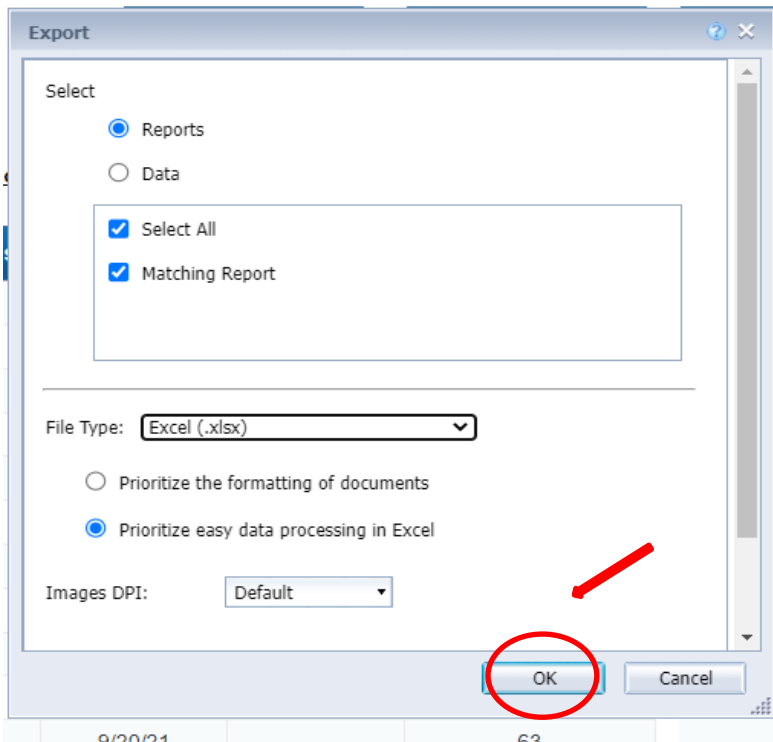 Export
Select
Reports
Data
Select All
Matching Report
File Type: Excel (.xlsx)
Prioritize the formatting of documents
Prioritize easy data processing in Excel
Images DPI: Default
OK Cancel
9/20/21 63